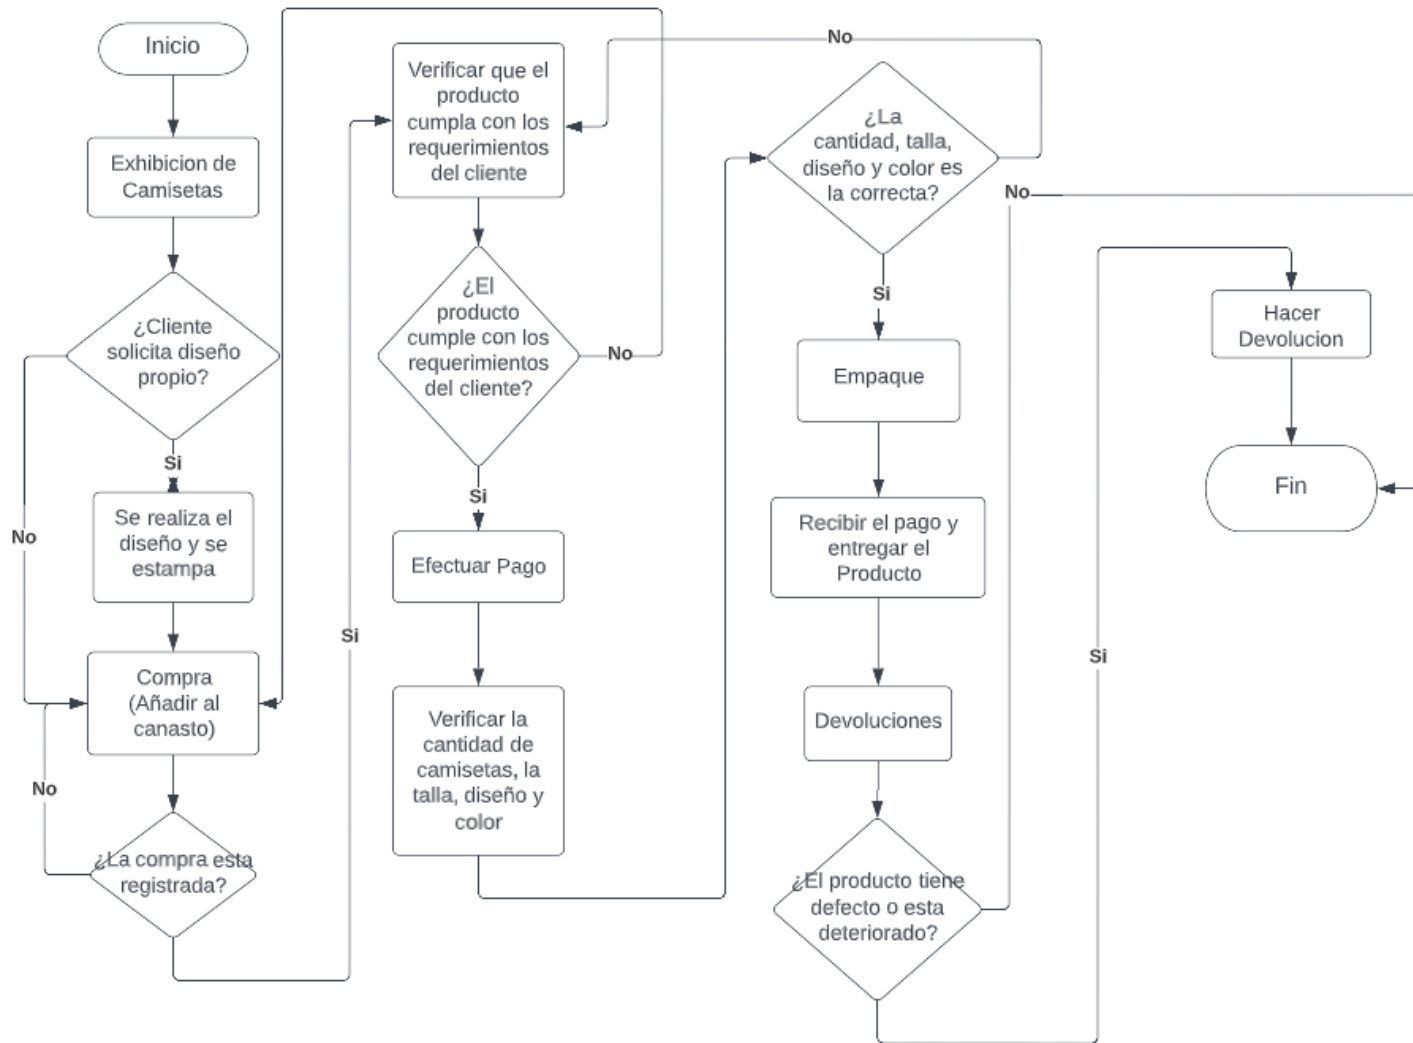 Inicio
Exhibicion de
Camisetas
¿Cliente
solicita diseño
propio?
No
Si
Se realiza el
diseño y se
estampa
Compra
(Añadir al
canasto)
No
¿La compra esta
registrada?
Si
Verificar que el
producto
cumpla con los
requerimientos
del cliente
¿El
producto
cumple con los
requerimientos
del cliente?
No
Si
Efectuar Pago
Verificar la
cantidad de
camisetas, la
talla, diseño y
color
No
¿La
cantidad, talla,
diseño y color es
la correcta?
Si
Empaque
Recibir el pago y
entregar el
Producto
Devoluciones
¿El producto tiene
defecto o esta
deteriorado?
No
Si
Hacer
Devolucion
Fin